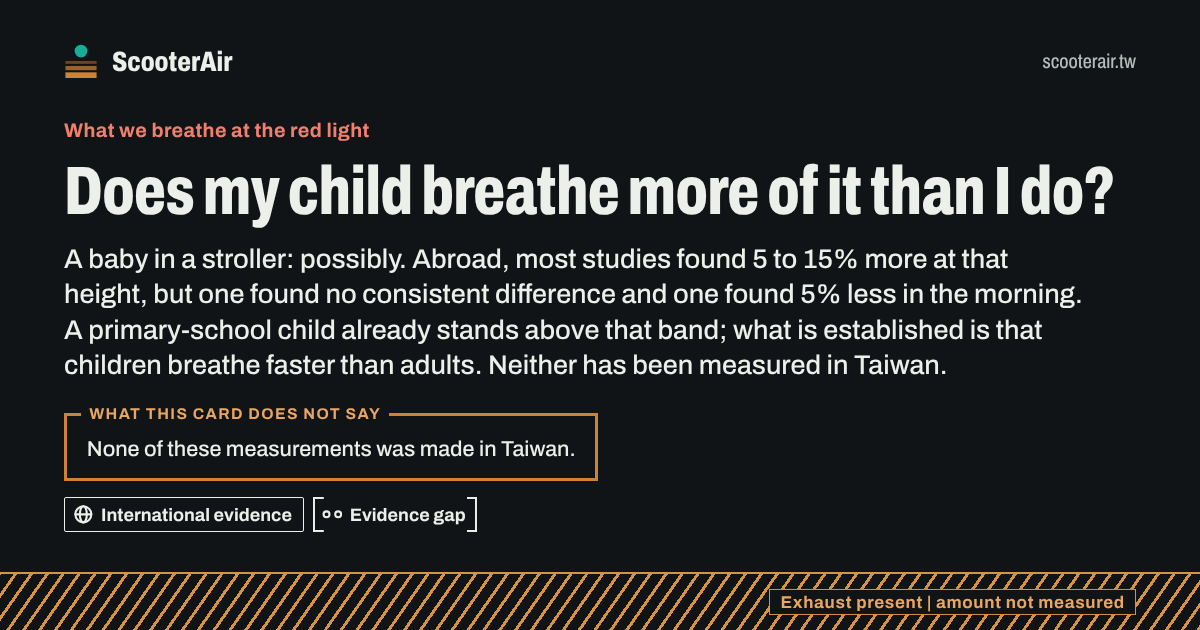 ScooterAir
scooterair.tw
What we breathe at the red light
Does my child breathe more of it than I do?
A baby in a stroller: possibly. Abroad, most studies found 5 to 15% more at that
height, but one found no consistent difference and one found 5% less in the morning.
A primary-school child already stands above that band; what is established is that
children breathe faster than adults. Neither has been measured in Taiwan.
WHAT THIS CARD DOES NOT SAY
None of these measurements was made in Taiwan.
International evidence
Evidence gap
Exhaust present | amount not measured